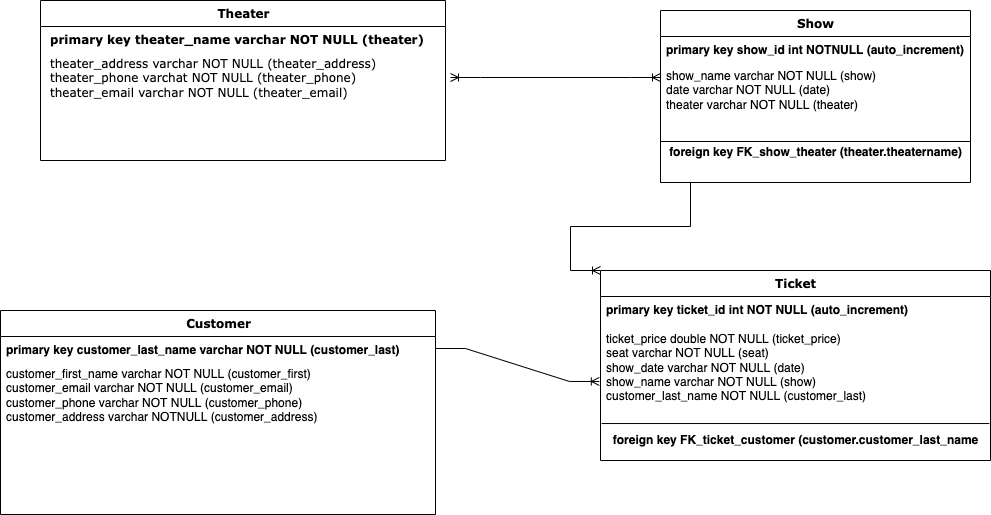 Theater
primary key theater_name varchar NOT NULL (theater)
theater_address varchar NOT NULL (theater_address)
theater_phone varchat NOT NULL (theater_phone)
theater_email varchar NOT NULL (theater_email)
Show
primary key show_id int NOTNULL (auto_increment)
show_name varchar NOT NULL (show)
date varchar NOT NULL (date)
theater varchar NOT NULL (theater)
foreign key FK_show_theater (theater.theatername)
Customer
primary key customer_last_name varchar NOT NULL (customer_last)
customer_first_name varchar NOT NULL (customer_first)
customer_email varchar NOT NULL (customer_email)
customer_phone varchar NOT NULL (customer_phone)
customer_address varchar NOTNULL (customer_address)
Ticket
primary key ticket_id int NOT NULL (auto_increment)
ticket_price double NOT NULL (ticket_price)
seat varchar NOT NULL (seat)
show_date varchar NOT NULL (date)
show_name varchar NOT NULL (show)
customer_last_name NOT NULL (customer_last)
foreign key FK_ticket_customer (customer.customer_last_name